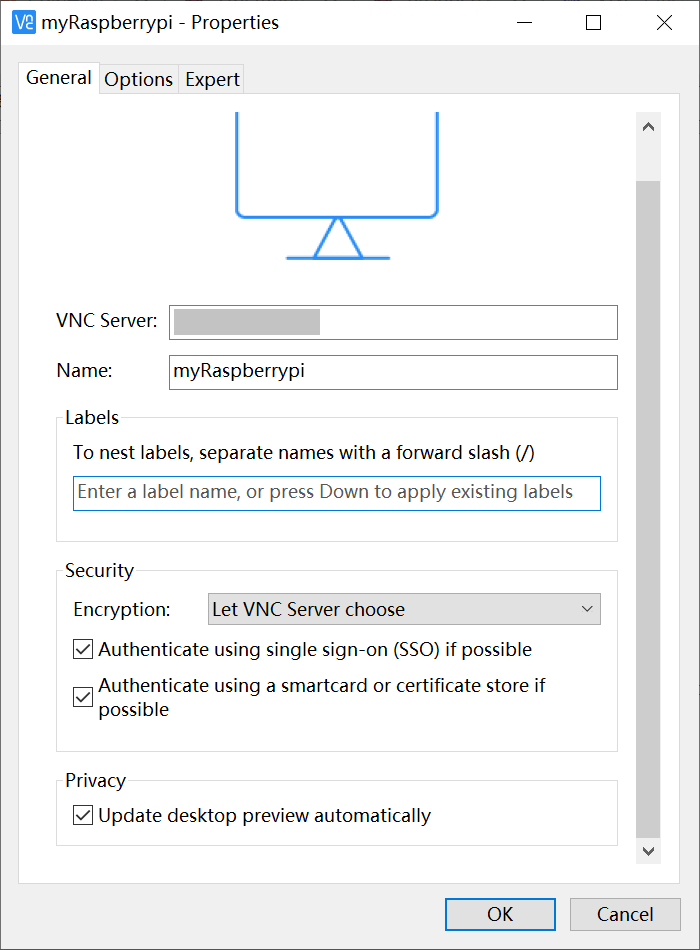 myRaspberrypi - Properties
General Options Expert
VNC Server:
Name: myRaspberrypi
Labels
To nest labels, separate names with a forward slash (/)
Enter a label name, or press Down to apply existing labels
Security
Encryption: Let VNC Server choose
Authenticate using single sign-on (SSO) if possible
Authenticate using a smartcard or certificate store if
possible
Privacy
Update desktop preview automatically
OK Cancel